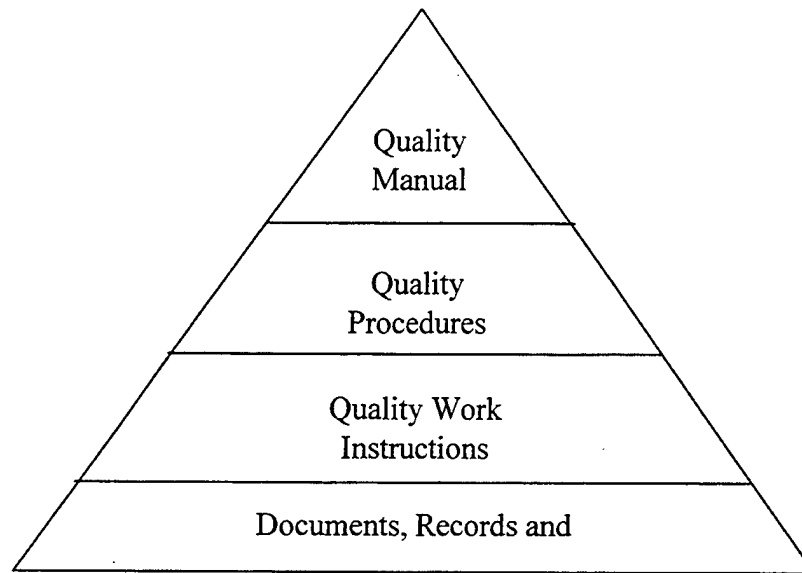 Quality
Manual
Quality
Procedures
Quality Work
Instructions
Documents, Records and